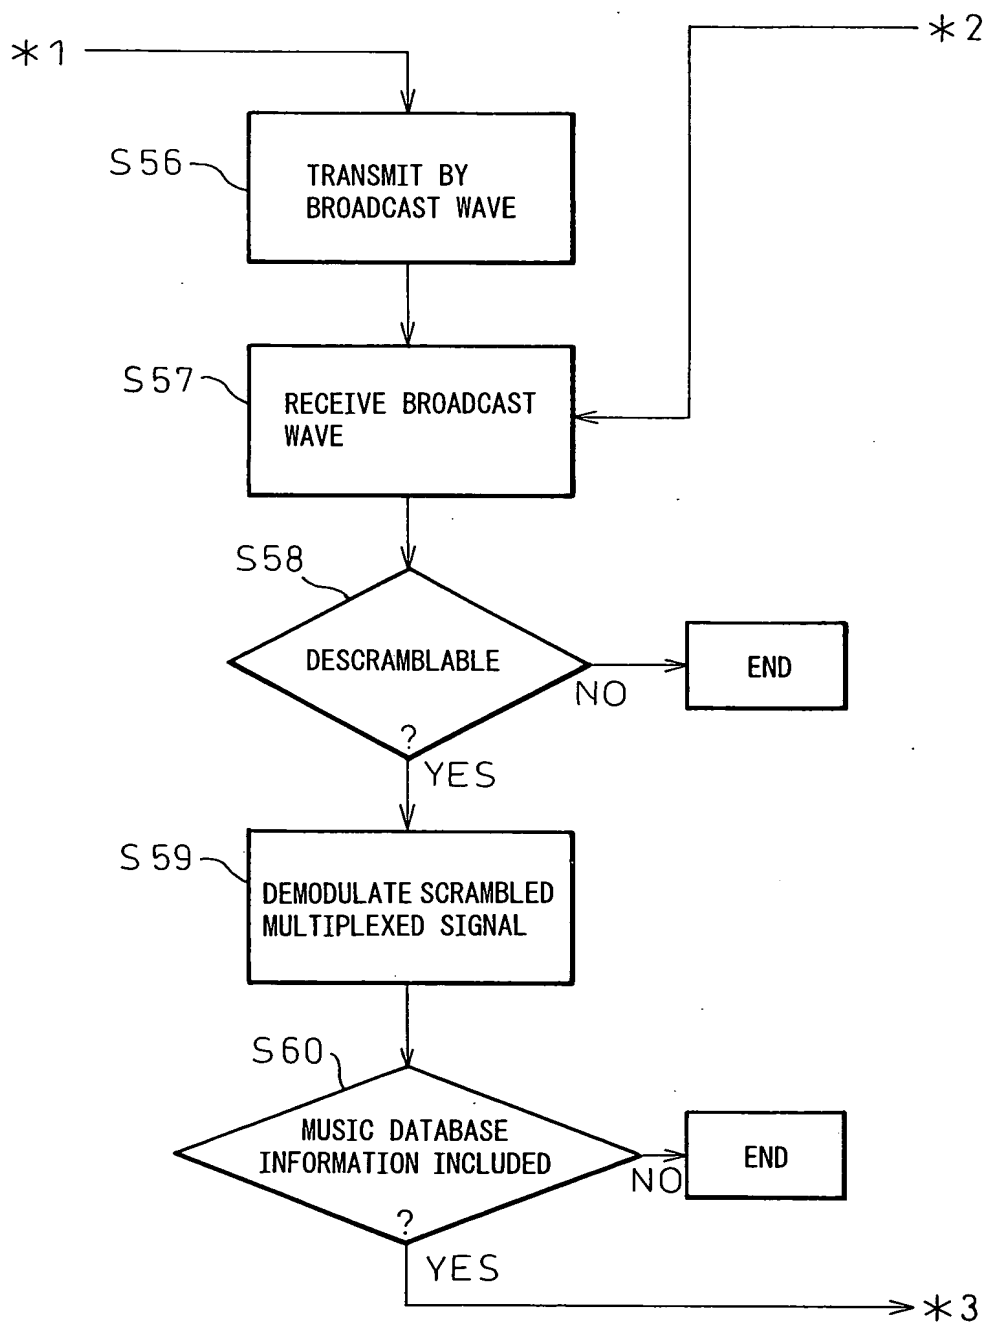 *1
*2
S56
TRANSMIT BY
BROADCAST WAVE
S57
RECEIVE BROADCAST
WAVE
S58
DESCRAMBLABLE
?
NO
END
YES
S59
DEMODULATE SCRAMBLED
MULTIPLEXED SIGNAL
S60
MUSIC DATABASE
INFORMATION INCLUDED
?
NO
END
YES
*3